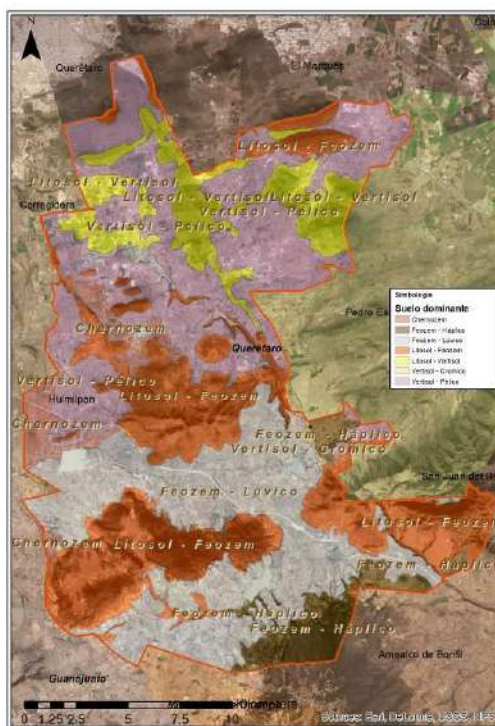 Querétaro
El Marqués
Litosol - Feozem
Litosol - Vertisol
Litosol - Vertisol
Litosol - Vertisol
Corregidora
Vertisol - Pélico
Vertisol - Pélico
Simbología
Suelo dominante
Chernozem
Feozem - Háplico
Feozem - Lúvico
Litosol - Feozem
Litosol - Vertisol
Vertisol - Crómico
Vertisol - Pélico
Pedro Es
Chernozem
Querétaro
Vertisol - Pélico
Huimilpan
Litosol - Feozem
Chernozem
Feozem - Háplico
Vertisol - Crómico
San Juan del R
Feozem - Lúvico
Litosol - Feozem
Chernozem
Litosol - Feozem
Feozem - Háplico
Feozem - Háplico
Feozem - Háplico
Amealco de Bonfil
Guanajuato
0 1.25 2.5 5 7.5 10